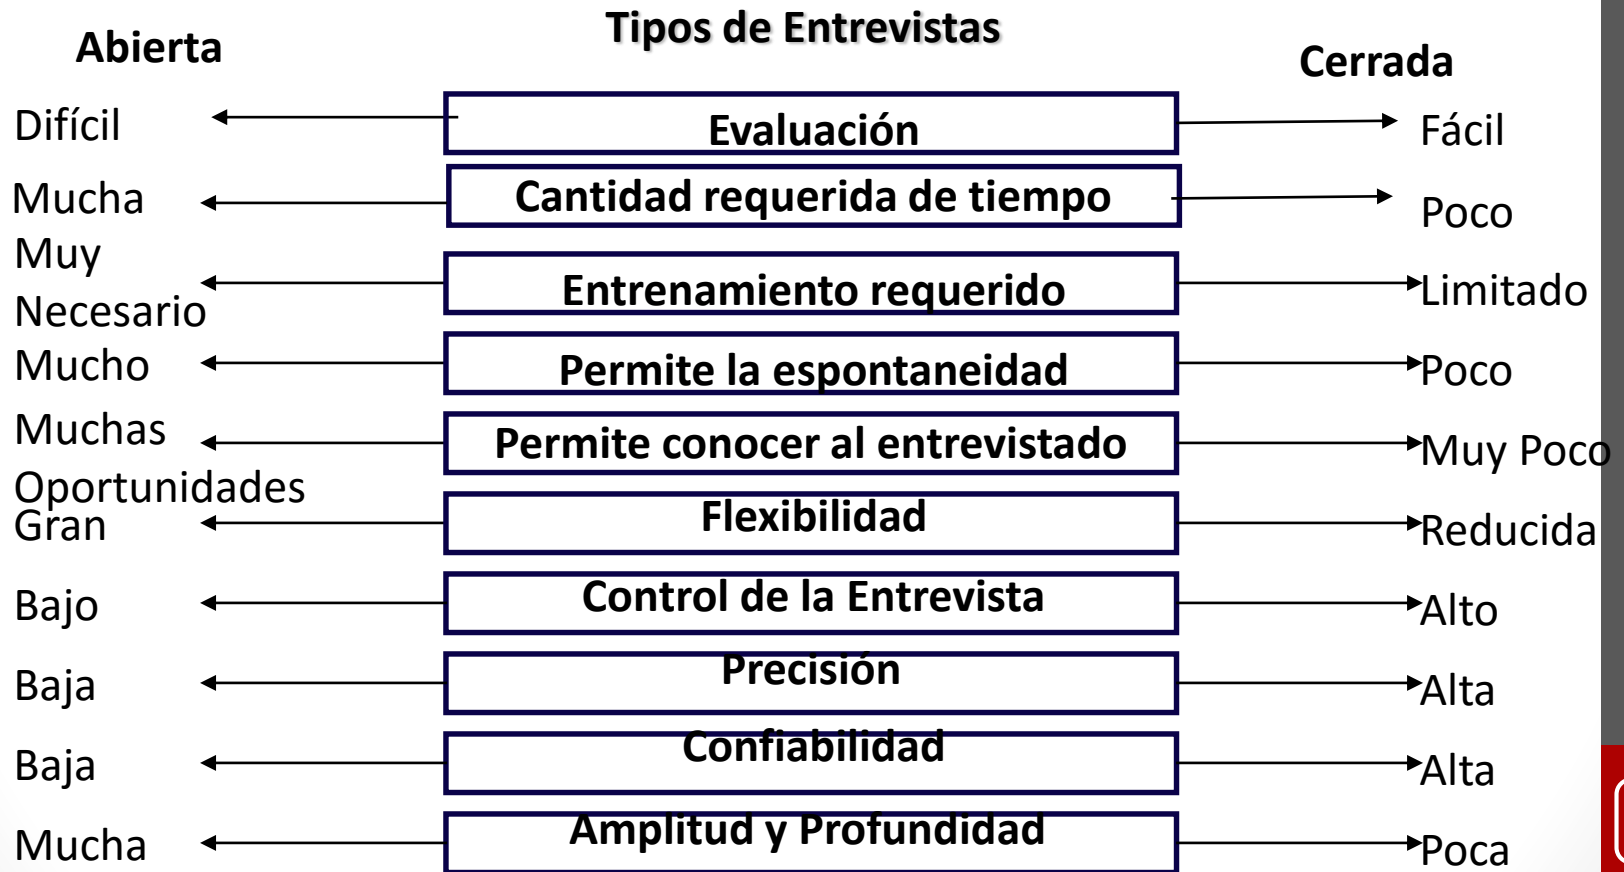 Tipos de Entrevistas
Abierta
Cerrada
Difícil
Evaluación
Fácil
Mucha
Cantidad requerida de tiempo
Poco
Muy
Necesario
Entrenamiento requerido
Limitado
Mucho
Permite la espontaneidad
Poco
Muchas
Oportunidades
Permite conocer al entrevistado
Muy Poco
Gran
Flexibilidad
Reducida
Bajo
Control de la Entrevista
Alto
Baja
Precisión
Alta
Baja
Confiabilidad
Alta
Mucha
Amplitud y Profundidad
Poca